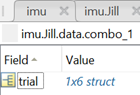 imu
imu.Jill
imu.Jill.data.combo_1
Field
Value
trial
1x6 struct